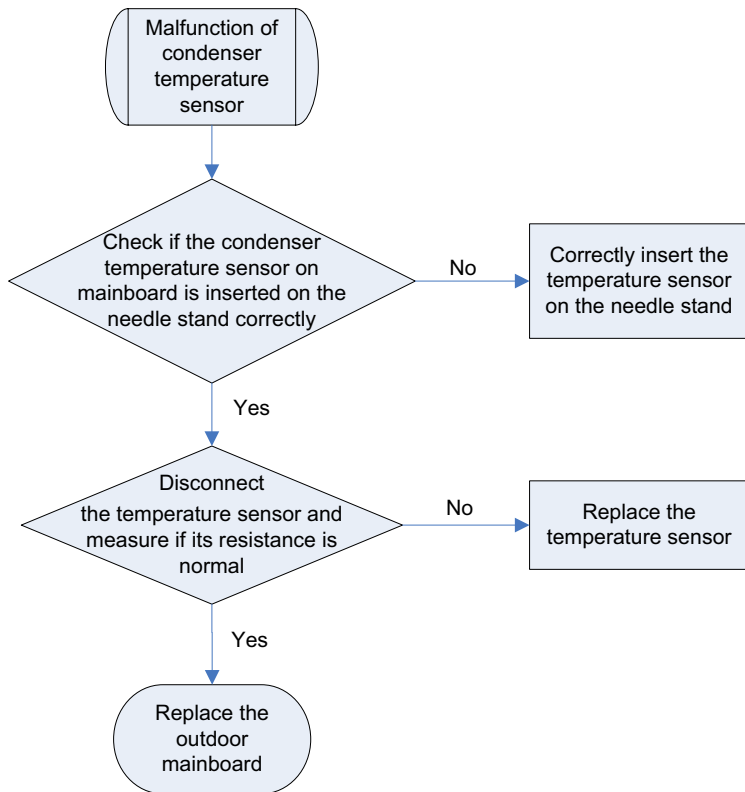 Malfunction of
condenser
temperature
sensor
Check if the condenser
temperature sensor on
mainboard is inserted on the
needle stand correctly
No
Correctly insert the
temperature sensor
on the needle stand
Yes
Disconnect
the temperature sensor and
measure if its resistance is
normal
No
Replace the
temperature sensor
Yes
Replace the
outdoor
mainboard